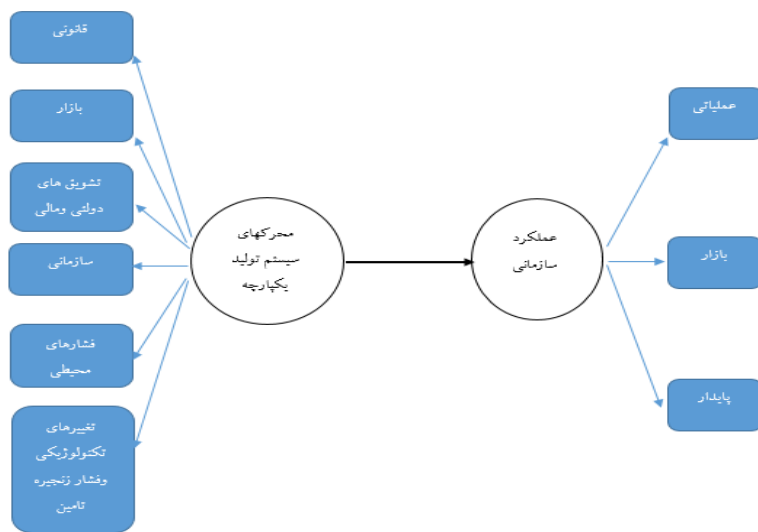 قانونی
بازار
تشویق های
دولتی ومالی
سازمانی
فشارهای
محیطی
تغییرهای
تکنولوژیکی
وفشار زنجیره
تامین
محرکهای
سیستم تولید
یکپارچه
عملکرد
سازمانی
عملیاتی
بازار
پایدار